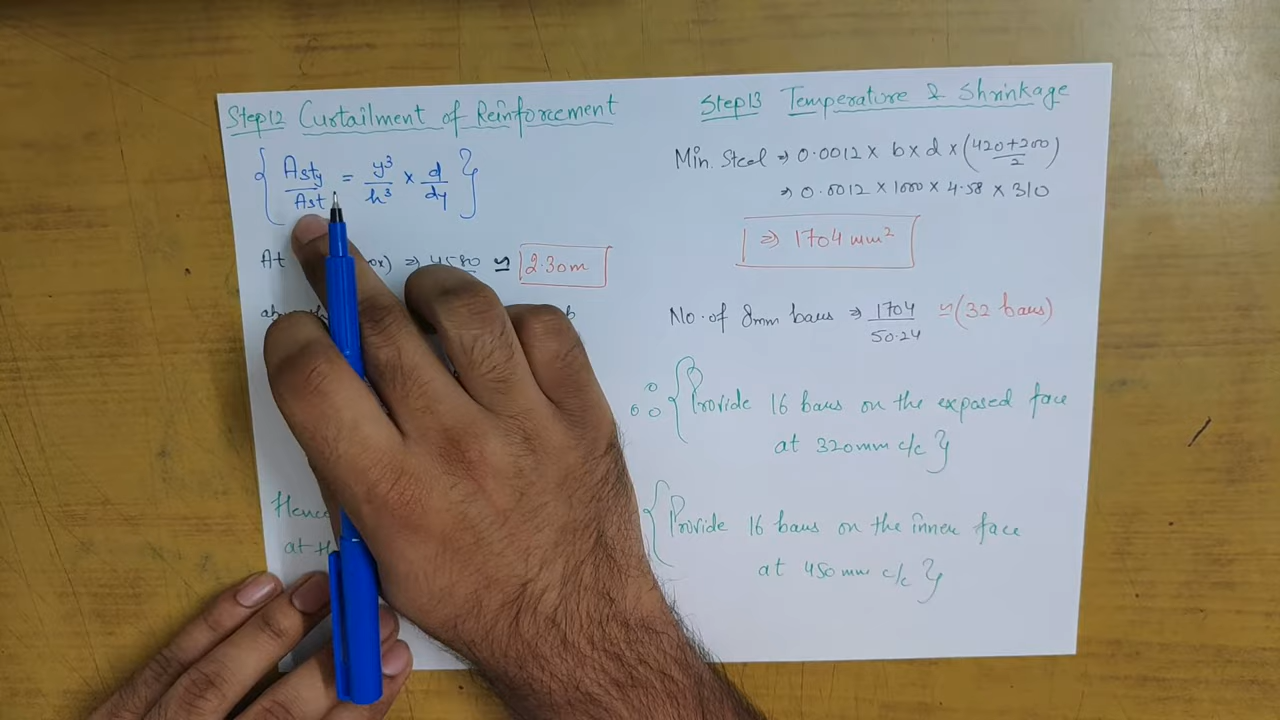 Step12 Curtailment of Reinforcement
{ Asty/Ast = y³/h³ × d/dy }
At ⇒ 4580 ≃ 2.30m
Hence
at
Step13 Temperature & Shrinkage
Min. Steel ⇒ 0.0012 × b × d × (420+200/2)
⇒ 0.0012 × 1000 × 4.58 × 310
⇒ 1704 mm²
No. of 8mm bars ⇒ 1704/50.24 ≃ (32 bars)
{ Provide 16 bars on the exposed face
at 320mm c/c }
{ Provide 16 bars on the inner face
at 450mm c/c }